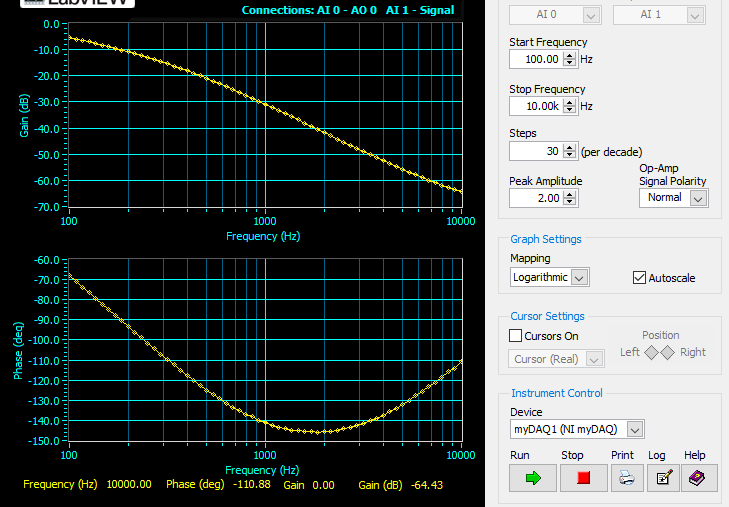 LabVIEW
Connections: AI 0 - AO 0 AI 1 - Signal
0.0
-10.0
-20.0
-30.0
-40.0
-50.0
-60.0
-70.0
Gain (dB)
100
1000
10000
Frequency (Hz)
-60.0
-70.0
-80.0
-90.0
-100.0
-110.0
-120.0
-130.0
-140.0
-150.0
Phase (deg)
100
1000
10000
Frequency (Hz)
Frequency (Hz) 10000.00 Phase (deg) -110.88 Gain 0.00 Gain (dB) -64.43
AI 0
AI 1
Start Frequency
100.00 Hz
Stop Frequency
10.00k Hz
Steps
30 (per decade)
Peak Amplitude
2.00
Op-Amp
Signal Polarity
Normal
Graph Settings
Mapping
Logarithmic
Autoscale
Cursor Settings
Cursors On
Position
Cursor (Real)
Left
Right
Instrument Control
Device
myDAQ1 (NI myDAQ)
Run
Stop
Print
Log
Help